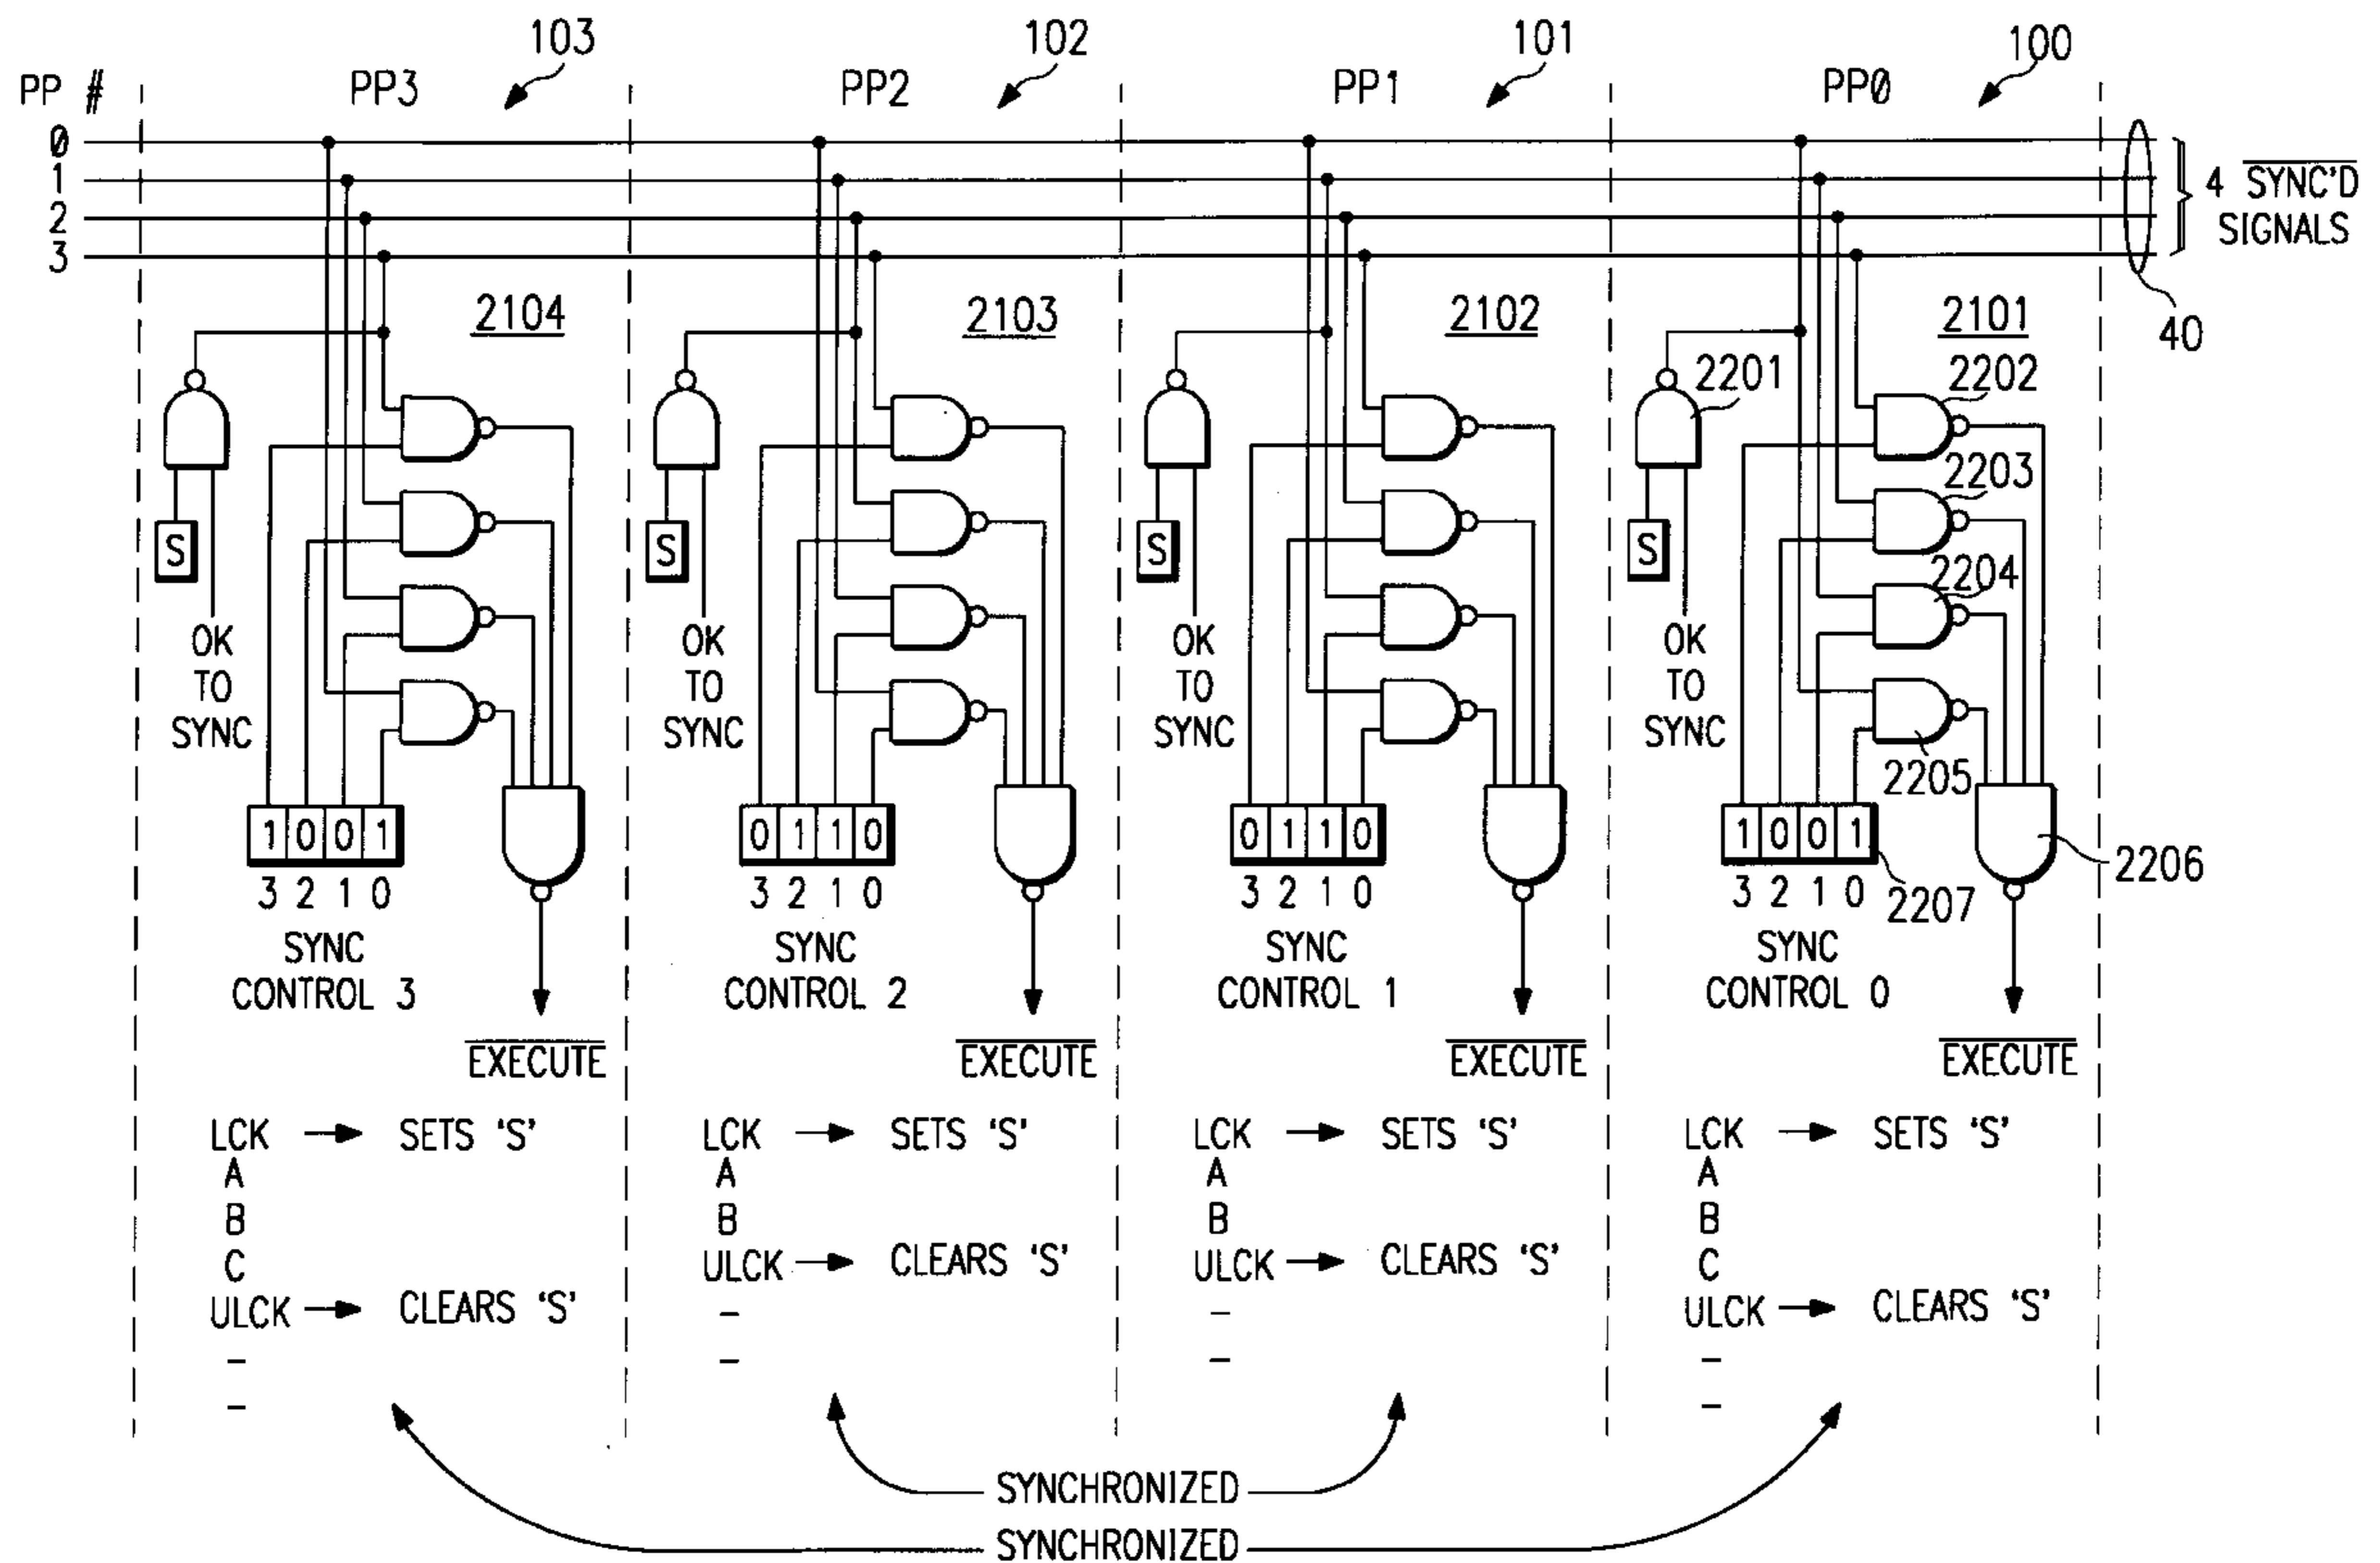 103 102 101 100
PP # PP3 PP2 PP1 PPØ
Ø
1
2
3
4 SYNC'D
SIGNALS
40
2104 2103 2102 2101
2201 2202
2203
S S S S
2204
OK OK OK OK
TO TO TO TO
SYNC SYNC SYNC SYNC
2205
1 0 0 1 0 1 1 0 0 1 1 0 1 0 0 1
2206
3 2 1 0 3 2 1 0 3 2 1 0 3 2 1 0 2207
SYNC SYNC SYNC SYNC
CONTROL 3 CONTROL 2 CONTROL 1 CONTROL 0
EXECUTE EXECUTE EXECUTE EXECUTE
LCK → SETS 'S' LCK → SETS 'S' LCK → SETS 'S' LCK → SETS 'S'
A A A A
B B B B
C ULCK → CLEARS 'S' ULCK → CLEARS 'S' C
ULCK → CLEARS 'S' – – ULCK → CLEARS 'S'
– – – –
– –
SYNCHRONIZED
SYNCHRONIZED